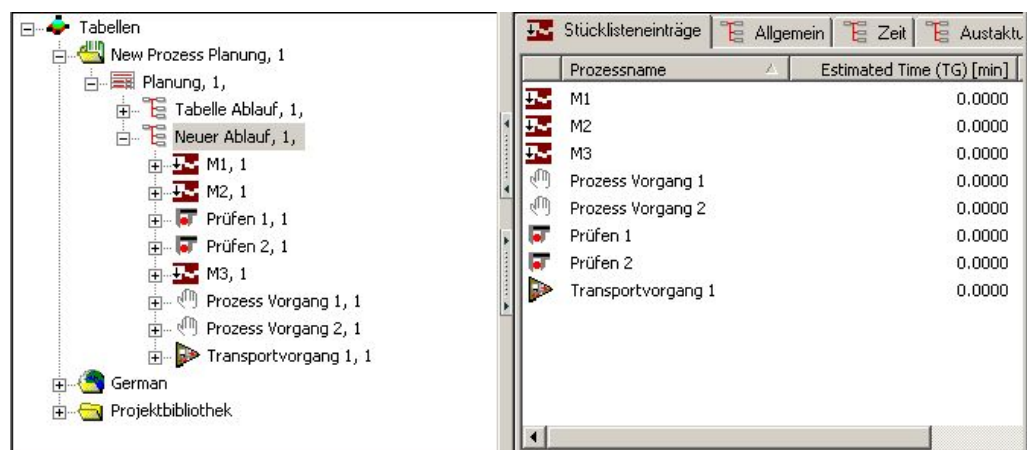 Tabellen
New Prozess Planung, 1
Planung, 1,
Tabelle Ablauf, 1,
Neuer Ablauf, 1,
M1, 1
M2, 1
Prüfen 1, 1
Prüfen 2, 1
M3, 1
Prozess Vorgang 1, 1
Prozess Vorgang 2, 1
Transportvorgang 1, 1
German
Projektbibliothek
Stücklisteneinträge Allgemein Zeit Austaktu
Prozessname Estimated Time (TG) [min]
M1 0.0000
M2 0.0000
M3 0.0000
Prozess Vorgang 1 0.0000
Prozess Vorgang 2 0.0000
Prüfen 1 0.0000
Prüfen 2 0.0000
Transportvorgang 1 0.0000